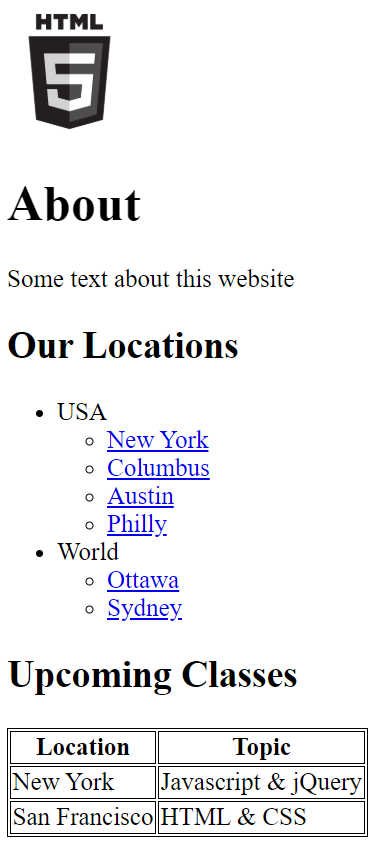 HTML
5
About
Some text about this website
Our Locations
USA
New York
Columbus
Austin
Philly
World
Ottawa
Sydney
Upcoming Classes
Location Topic
New York Javascript & jQuery
San Francisco HTML & CSS